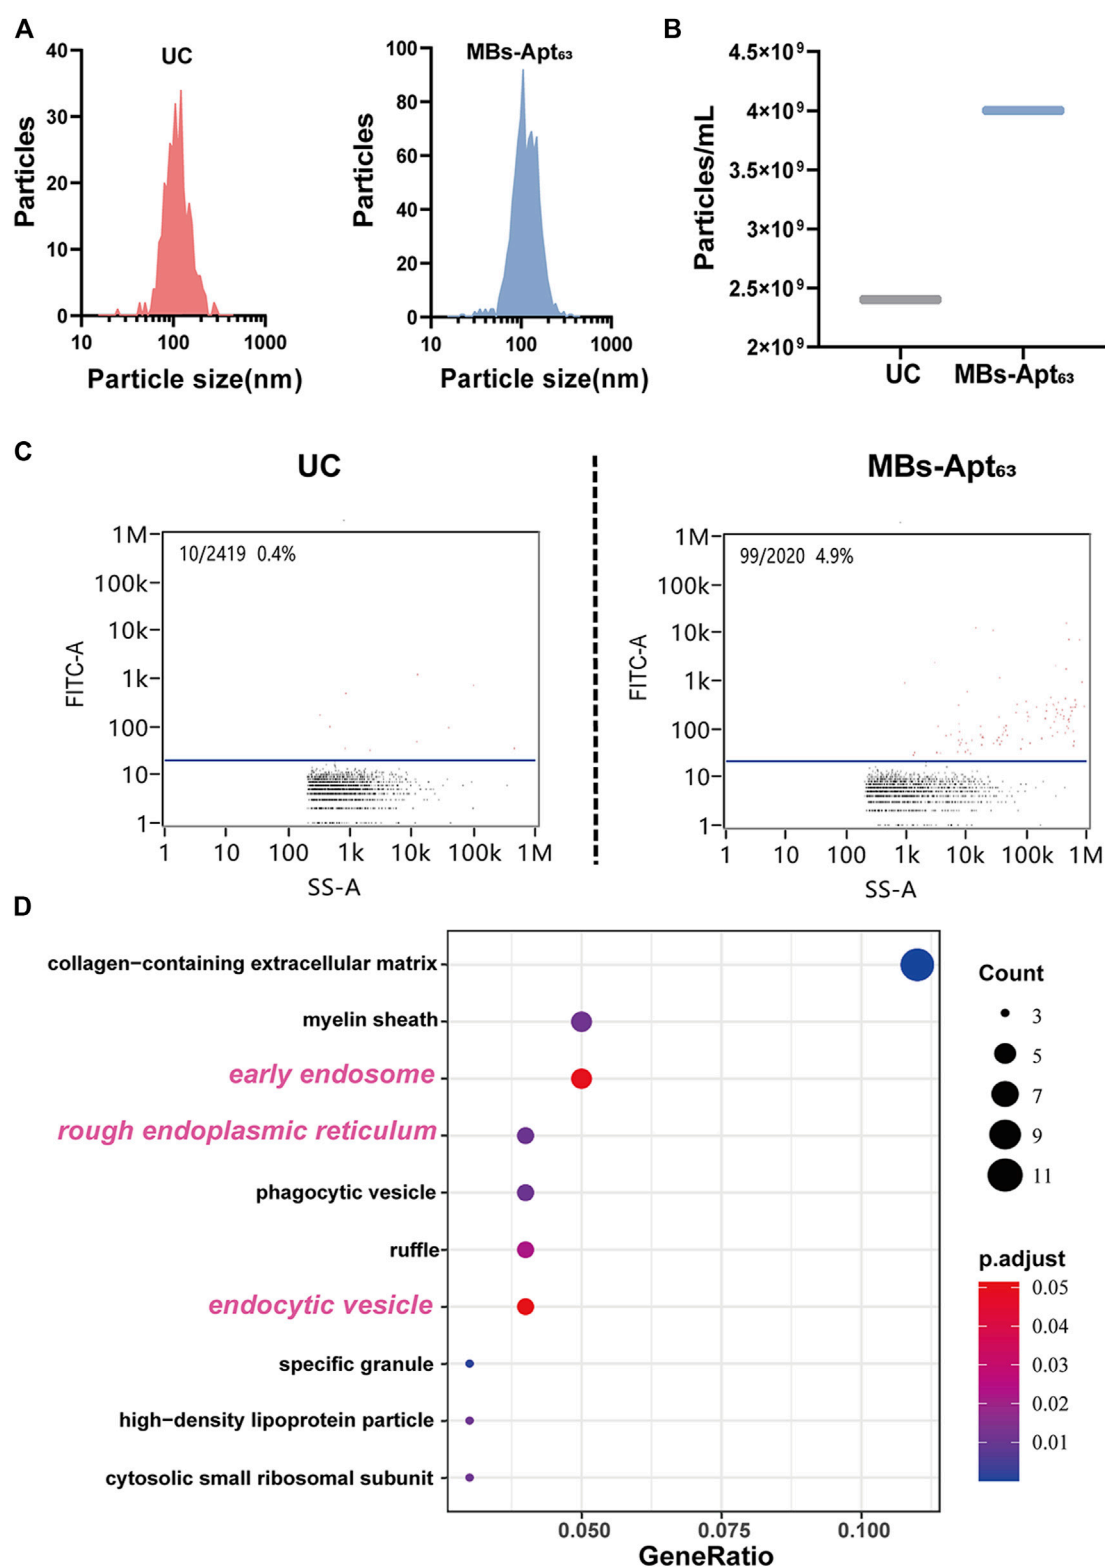 A
UC
40
30
20
10
0
Particles
10 100 1000
Particle size(nm)
MBs-Apt₆₃
100
80
60
40
20
0
Particles
10 100 1000
Particle size(nm)
B
4.5×10⁹
4×10⁹
3.5×10⁹
3×10⁹
2.5×10⁹
2×10⁹
Particles/mL
UC MBs-Apt₆₃
C
UC
10/2419 0.4%
1M
100k
10k
1k
100
10
1
FITC-A
1 10 100 1k 10k 100k 1M
SS-A
MBs-Apt₆₃
99/2020 4.9%
1M
100k
10k
1k
100
10
1
FITC-A
1 10 100 1k 10k 100k 1M
SS-A
D
collagen-containing extracellular matrix
myelin sheath
early endosome
rough endoplasmic reticulum
phagocytic vesicle
ruffle
endocytic vesicle
specific granule
high-density lipoprotein particle
cytosolic small ribosomal subunit
0.050 0.075 0.100
GeneRatio
Count
3
5
7
9
11
p.adjust
0.05
0.04
0.03
0.02
0.01